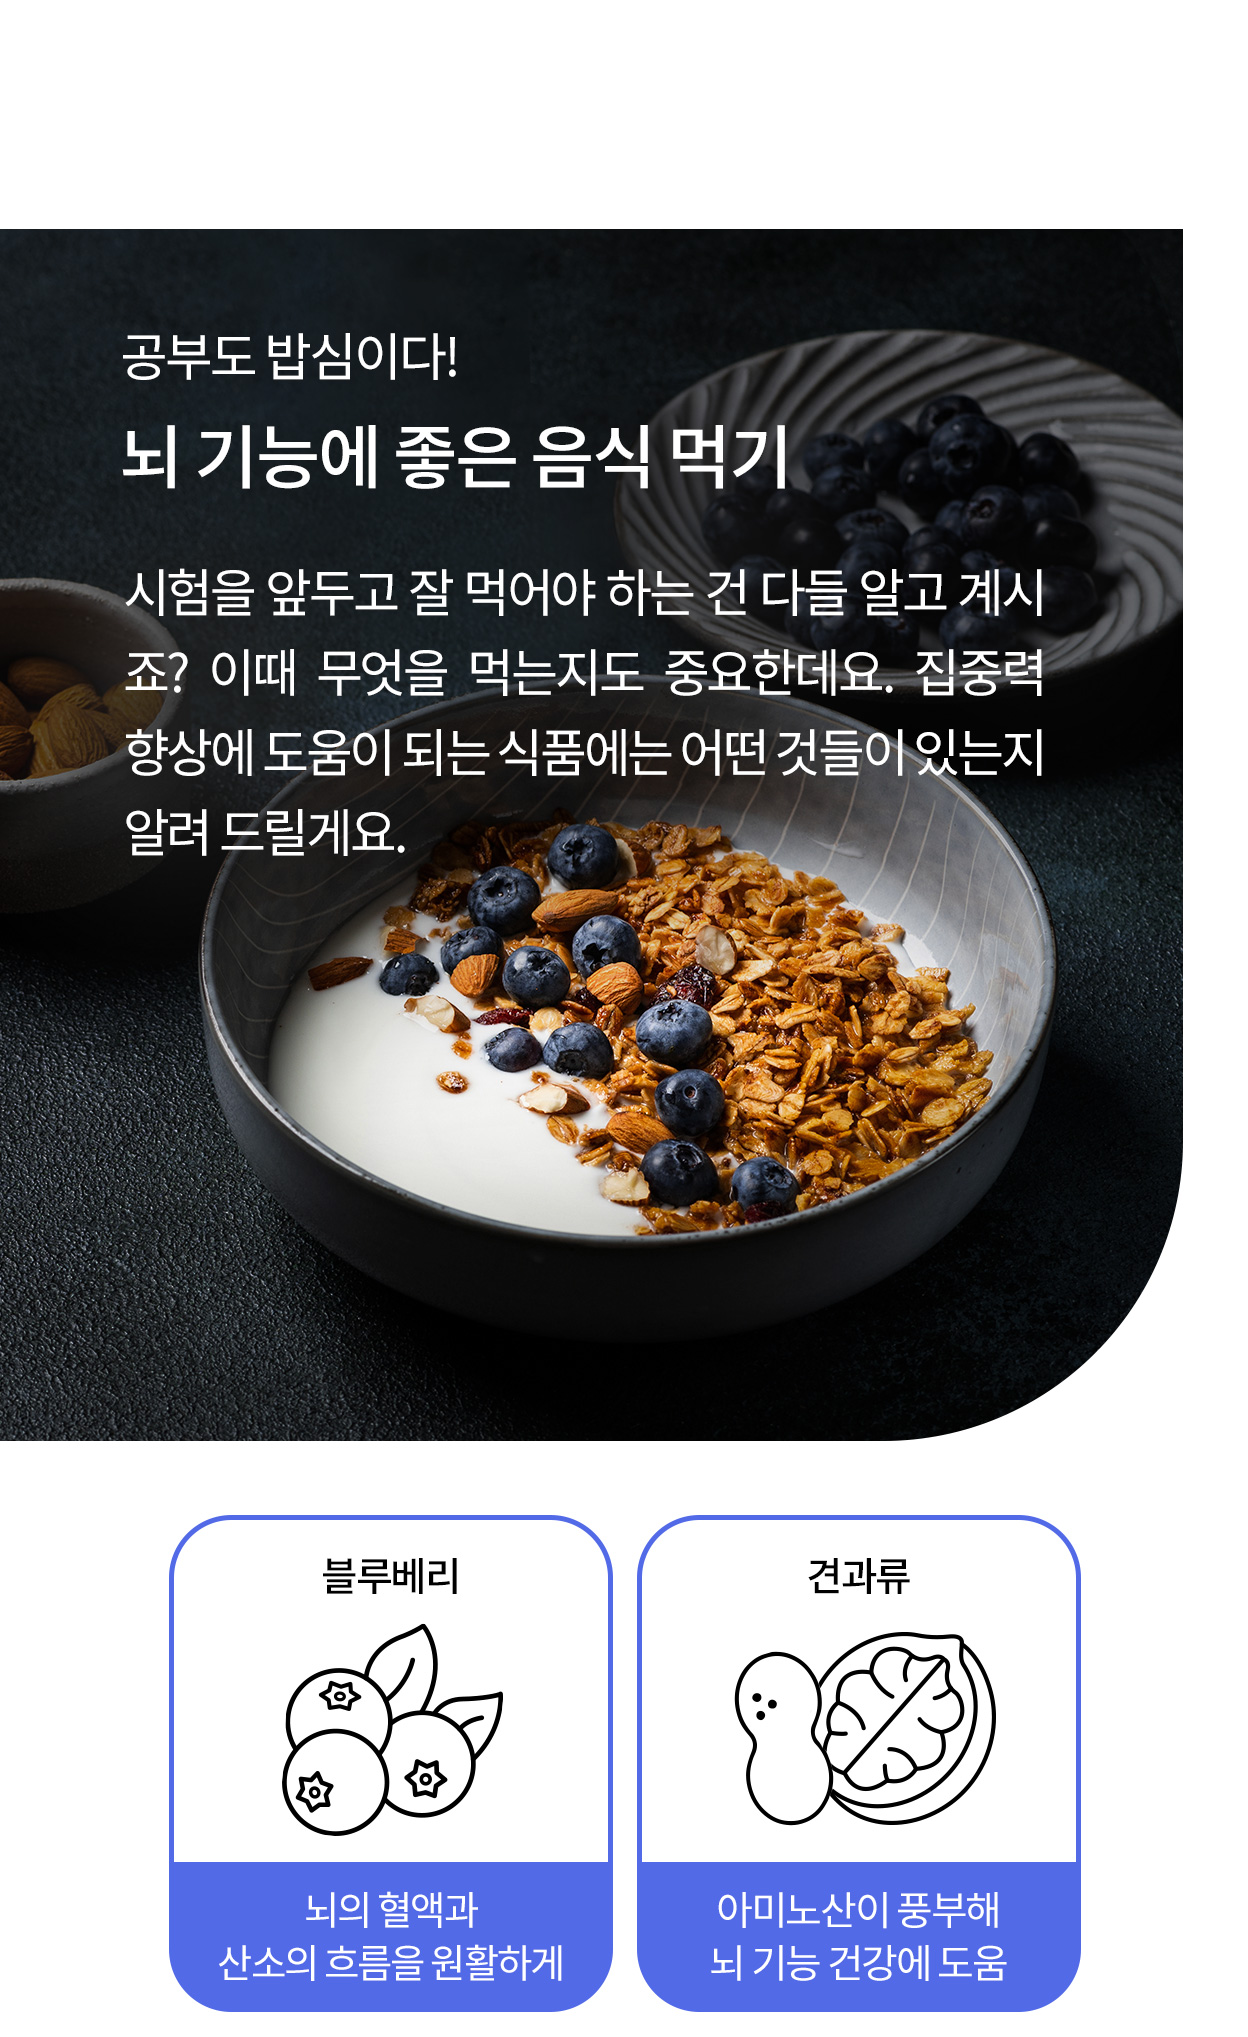 공부도 밥심이다!
뇌 기능에 좋은 음식 먹기
시험을 앞두고 잘 먹어야 하는 건 다들 알고 계시
죠? 이때 무엇을 먹는지도 중요한데요. 집중력
향상에 도움이 되는 식품에는 어떤 것들이 있는지
알려 드릴게요.
블루베리
뇌의 혈액과
산소의 흐름을 원활하게
견과류
아미노산이 풍부해
뇌 기능 건강에 도움